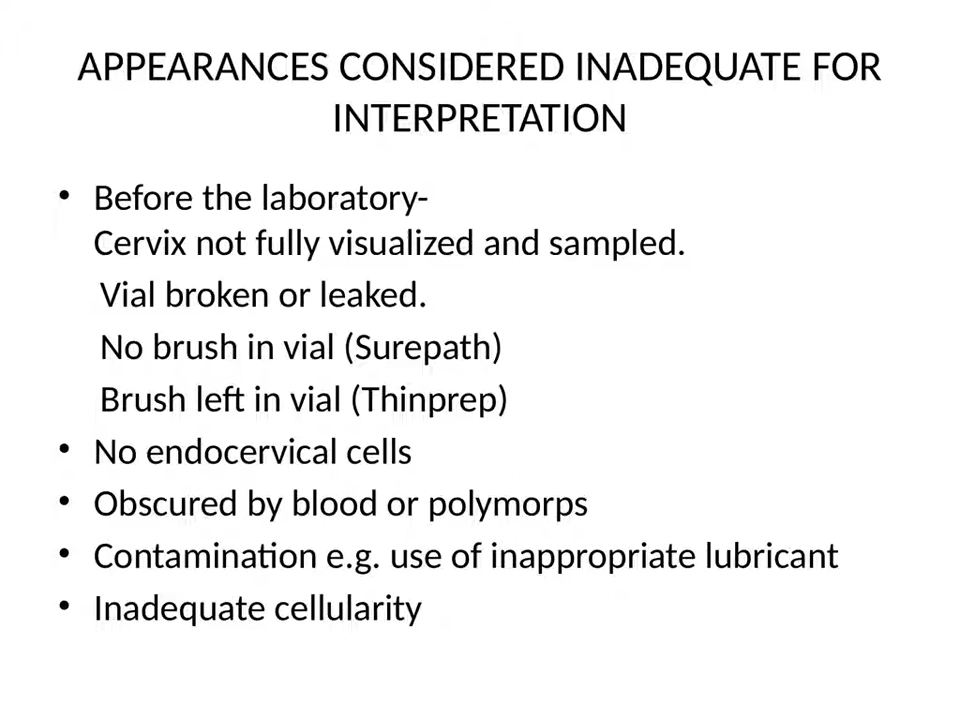 APPEARANCES CONSIDERED INADEQUATE FOR
INTERPRETATION
• Before the laboratory-
Cervix not fully visualized and sampled.
Vial broken or leaked.
No brush in vial (Surepath)
Brush left in vial (Thinprep)
• No endocervical cells
• Obscured by blood or polymorps
• Contamination e.g. use of inappropriate lubricant
• Inadequate cellularity